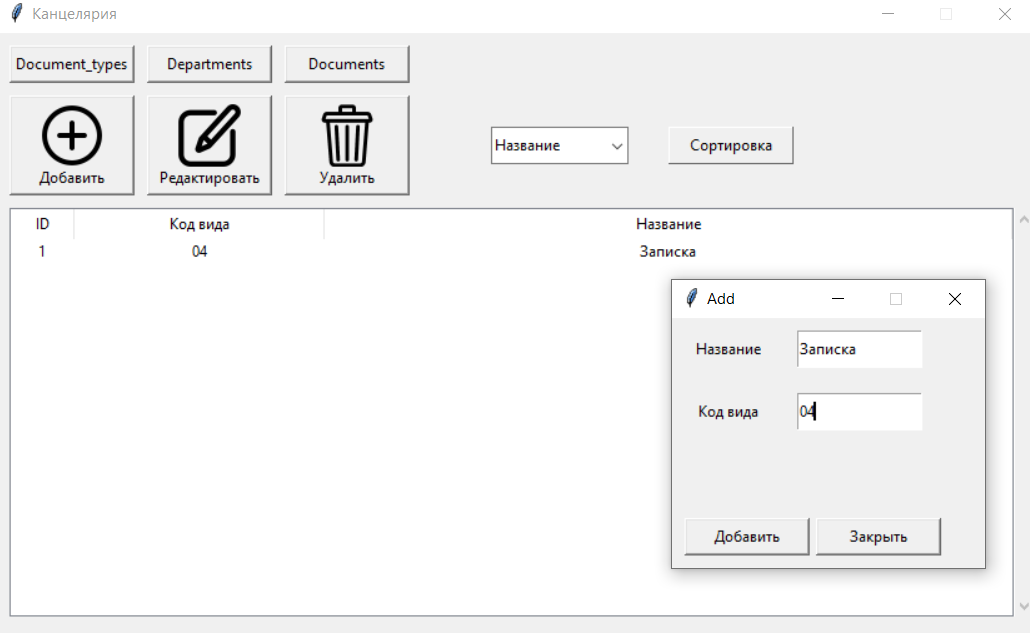 Канцелярия
Document_types Departments Documents
Добавить Редактировать Удалить
Название Сортировка
ID Код вида Название
1 04 Записка
Add
Название Записка
Код вида 04
Добавить Закрыть